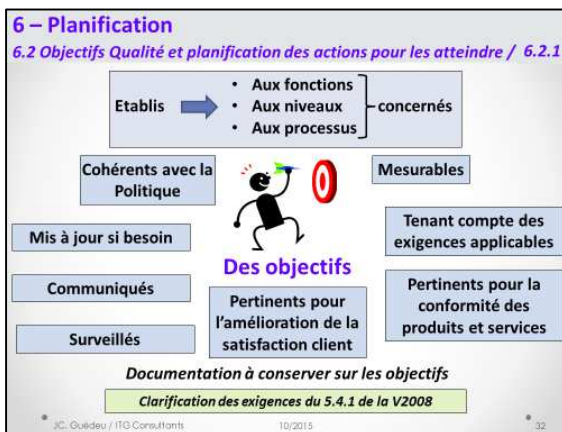 6 – Planification
6.2 Objectifs Qualité et planification des actions pour les atteindre / 6.2.1
Etablis
• Aux fonctions
• Aux niveaux
• Aux processus
concernés
Cohérents avec la
Politique
Mesurables
Tenant compte des
exigences applicables
Mis à jour si besoin
Des objectifs
Communiqués
Pertinents pour
l'amélioration de la
satisfaction client
Pertinents pour la
conformité des
produits et services
Surveillés
Documentation à conserver sur les objectifs
Clarification des exigences du 5.4.1 de la V2008
JC. Guédeu / ITG Consultants
10/2015
32